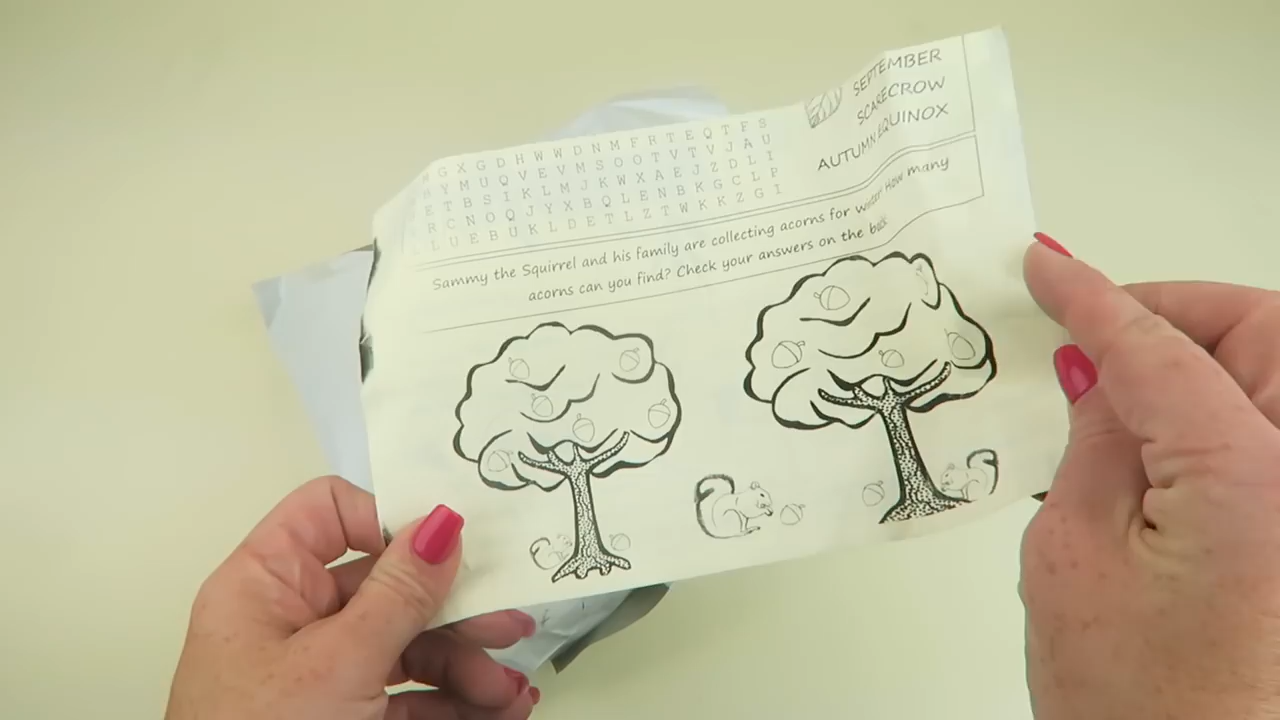 G X G D H W W D N M F R T E Q T F S
Y M U Q V E V M S O O T V T V J A U
E T B S I K L M J K W X A E J Z D L I
R C N O Q J Y X B Q L E N B K G C L P
L U E B U K L D E T L Z T W K K Z G I
SEPTEMBER
SCARECROW
AUTUMN EQUINOX
Sammy the Squirrel and his family are collecting acorns for winter. How many
acorns can you find? Check your answers on the back